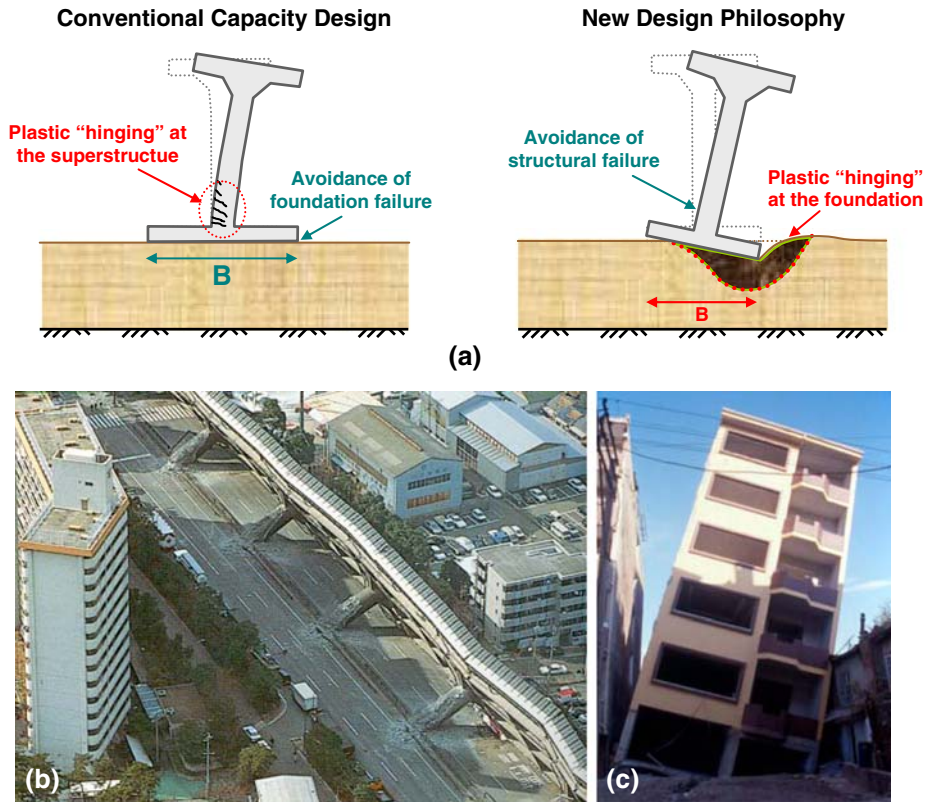 Conventional Capacity Design
New Design Philosophy
Plastic “hinging” at
the superstructue
Avoidance of
foundation failure
B
Avoidance of
structural failure
Plastic “hinging”
at the foundation
B
(a)
(b)
(c)